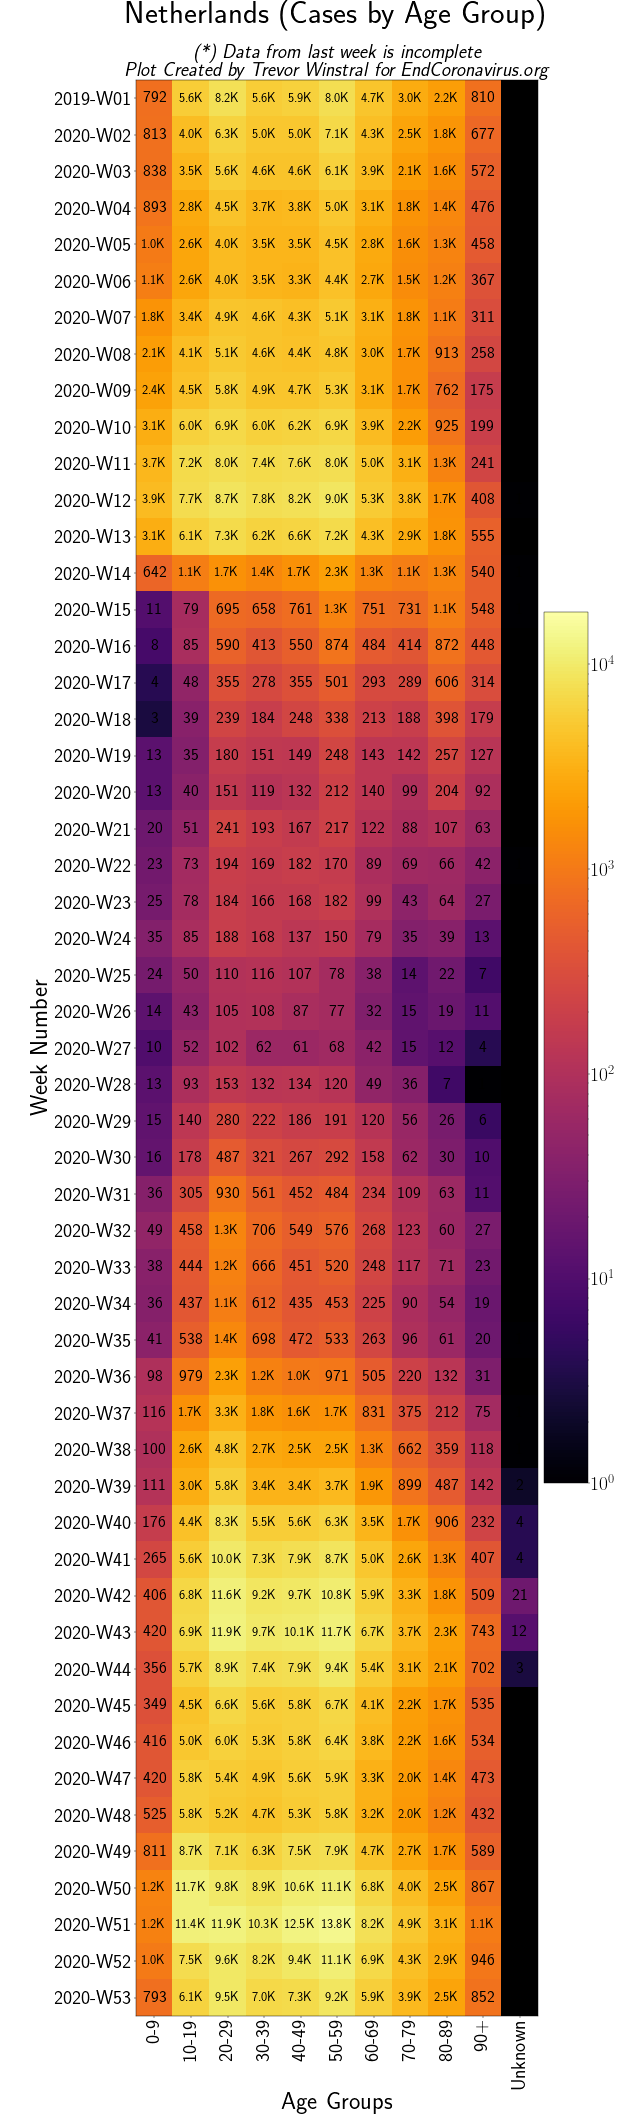 Netherlands (Cases by Age Group)
(*) Data from last week is incomplete
Plot Created by Trevor Winstral for EndCoronavirus.org
2019-W01 792 5.6K 8.2K 5.6K 5.9K 8.0K 4.7K 3.0K 2.2K 810
2020-W02 813 4.0K 6.3K 5.0K 5.0K 7.1K 4.3K 2.5K 1.8K 677
2020-W03 838 3.5K 5.6K 4.6K 4.6K 6.1K 3.9K 2.1K 1.6K 572
2020-W04 893 2.8K 4.5K 3.7K 3.8K 5.0K 3.1K 1.8K 1.4K 476
2020-W05 1.0K 2.6K 4.0K 3.5K 3.5K 4.5K 2.8K 1.6K 1.3K 458
2020-W06 1.1K 2.6K 4.0K 3.5K 3.3K 4.4K 2.7K 1.5K 1.2K 367
2020-W07 1.8K 3.4K 4.9K 4.6K 4.3K 5.1K 3.1K 1.8K 1.1K 311
2020-W08 2.1K 4.1K 5.1K 4.6K 4.4K 4.8K 3.0K 1.7K 913 258
2020-W09 2.4K 4.5K 5.8K 4.9K 4.7K 5.3K 3.1K 1.7K 762 175
2020-W10 3.1K 6.0K 6.9K 6.0K 6.2K 6.9K 3.9K 2.2K 925 199
2020-W11 3.7K 7.2K 8.0K 7.4K 7.6K 8.0K 5.0K 3.1K 1.3K 241
2020-W12 3.9K 7.7K 8.7K 7.8K 8.2K 9.0K 5.3K 3.8K 1.7K 408
2020-W13 3.1K 6.1K 7.3K 6.2K 6.6K 7.2K 4.3K 2.9K 1.8K 555
2020-W14 642 1.1K 1.7K 1.4K 1.7K 2.3K 1.3K 1.1K 1.3K 540
2020-W15 11 79 695 658 761 1.3K 751 731 1.1K 548
2020-W16 8 85 590 413 550 874 484 414 872 448
2020-W17 4 48 355 278 355 501 293 289 606 314
2020-W18 3 39 239 184 248 338 213 188 398 179
2020-W19 13 35 180 151 149 248 143 142 257 127
2020-W20 13 40 151 119 132 212 140 99 204 92
2020-W21 20 51 241 193 167 217 122 88 107 63
2020-W22 23 73 194 169 182 170 89 69 66 42
2020-W23 25 78 184 166 168 182 99 43 64 27
2020-W24 35 85 188 168 137 150 79 35 39 13
2020-W25 24 50 110 116 107 78 38 14 22 7
2020-W26 14 43 105 108 87 77 32 15 19 11
2020-W27 10 52 102 62 61 68 42 15 12 4
2020-W28 13 93 153 132 134 120 49 36 7
2020-W29 15 140 280 222 186 191 120 56 26 6
2020-W30 16 178 487 321 267 292 158 62 30 10
2020-W31 36 305 930 561 452 484 234 109 63 11
2020-W32 49 458 1.3K 706 549 576 268 123 60 27
2020-W33 38 444 1.2K 666 451 520 248 117 71 23
2020-W34 36 437 1.1K 612 435 453 225 90 54 19
2020-W35 41 538 1.4K 698 472 533 263 96 61 20
2020-W36 98 979 2.3K 1.2K 1.0K 971 505 220 132 31
2020-W37 116 1.7K 3.3K 1.8K 1.6K 1.7K 831 375 212 75
2020-W38 100 2.6K 4.8K 2.7K 2.5K 2.5K 1.3K 662 359 118
2020-W39 111 3.0K 5.8K 3.4K 3.4K 3.7K 1.9K 899 487 142 2
2020-W40 176 4.4K 8.3K 5.5K 5.6K 6.3K 3.5K 1.7K 906 232 4
2020-W41 265 5.6K 10.0K 7.3K 7.9K 8.7K 5.0K 2.6K 1.3K 407 4
2020-W42 406 6.8K 11.6K 9.2K 9.7K 10.8K 5.9K 3.3K 1.8K 509 21
2020-W43 420 6.9K 11.9K 9.7K 10.1K 11.7K 6.7K 3.7K 2.3K 743 12
2020-W44 356 5.7K 8.9K 7.4K 7.9K 9.4K 5.4K 3.1K 2.1K 702 3
2020-W45 349 4.5K 6.6K 5.6K 5.8K 6.7K 4.1K 2.2K 1.7K 535
2020-W46 416 5.0K 6.0K 5.3K 5.8K 6.4K 3.8K 2.2K 1.6K 534
2020-W47 420 5.8K 5.4K 4.9K 5.6K 5.9K 3.3K 2.0K 1.4K 473
2020-W48 525 5.8K 5.2K 4.7K 5.3K 5.8K 3.2K 2.0K 1.2K 432
2020-W49 811 8.7K 7.1K 6.3K 7.5K 7.9K 4.7K 2.7K 1.7K 589
2020-W50 1.2K 11.7K 9.8K 8.9K 10.6K 11.1K 6.8K 4.0K 2.5K 867
2020-W51 1.2K 11.4K 11.9K 10.3K 12.5K 13.8K 8.2K 4.9K 3.1K 1.1K
2020-W52 1.0K 7.5K 9.6K 8.2K 9.4K 11.1K 6.9K 4.3K 2.9K 946
2020-W53 793 6.1K 9.5K 7.0K 7.3K 9.2K 5.9K 3.9K 2.5K 852
0-9 10-19 20-29 30-39 40-49 50-59 60-69 70-79 80-89 90+ Unknown
Age Groups
Week Number
10⁴
10³
10²
10¹
10⁰